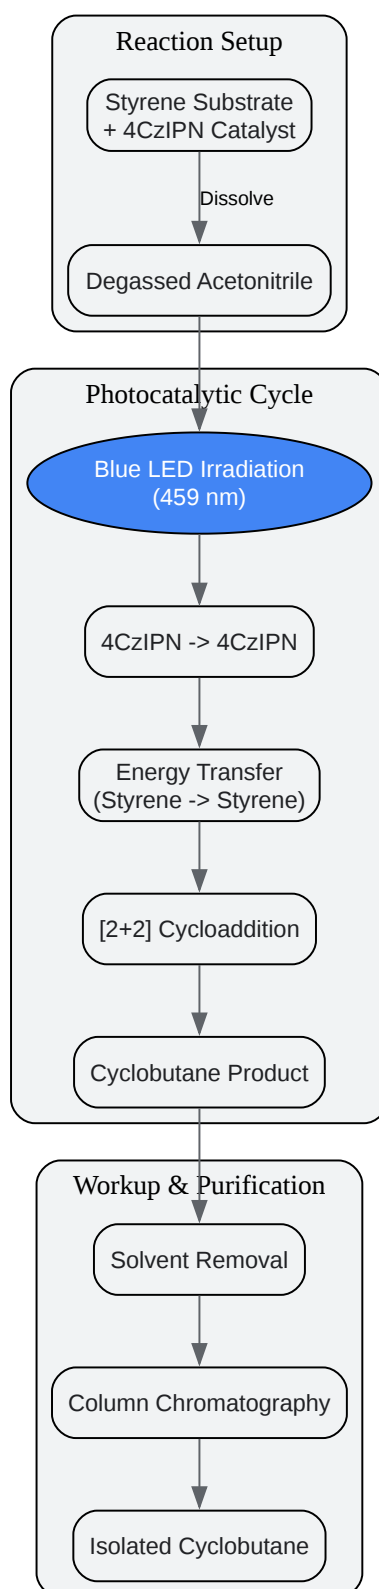 Reaction Setup
Styrene Substrate
+ 4CzIPN Catalyst
Dissolve
Degassed Acetonitrile
Photocatalytic Cycle
Blue LED Irradiation
(459 nm)
4CzIPN -> 4CzIPN
Energy Transfer
(Styrene -> Styrene)
[2+2] Cycloaddition
Cyclobutane Product
Workup & Purification
Solvent Removal
Column Chromatography
Isolated Cyclobutane